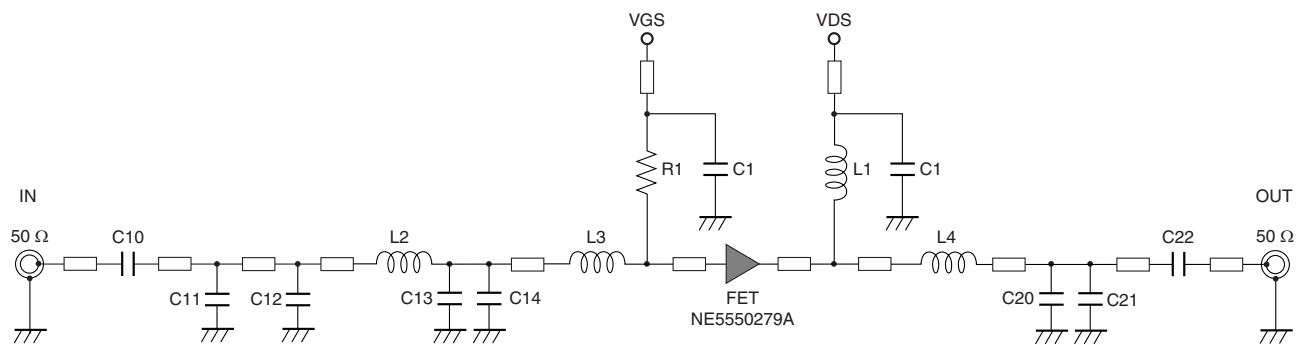 VGS
VDS
R1
C1
L1
C1
IN
OUT
50 Ω
C10
L2
L3
L4
C22
50 Ω
C11
C12
C13
C14
FET
NE5550279A
C20
C21